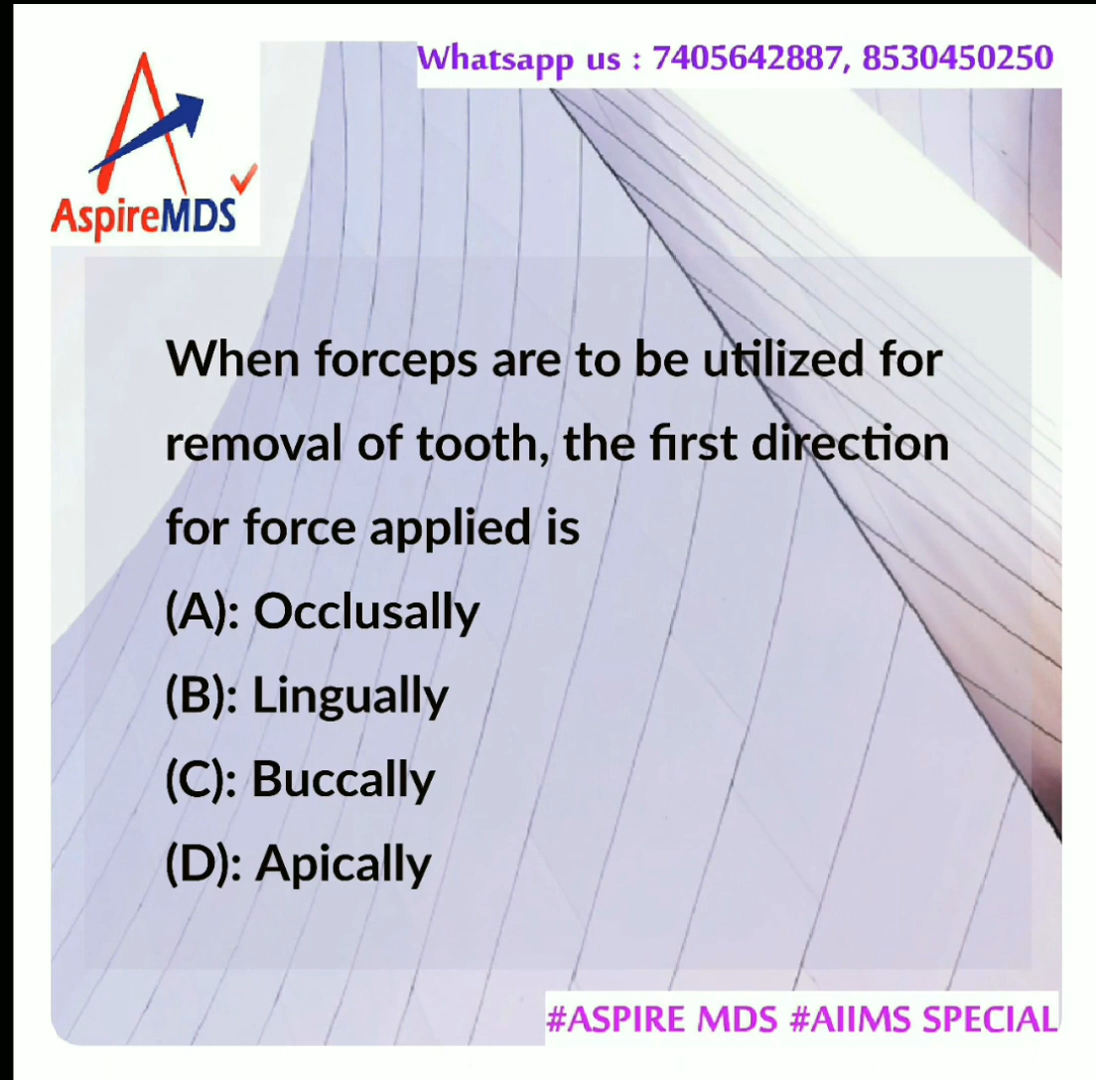 Whatsapp us : 7405642887, 8530450250
AspireMDS
When forceps are to be utilized for
removal of tooth, the first direction
for force applied is
(A): Occlusally
(B): Lingually
(C): Buccally
(D): Apically
#ASPIRE MDS #AIIMS SPECIAL